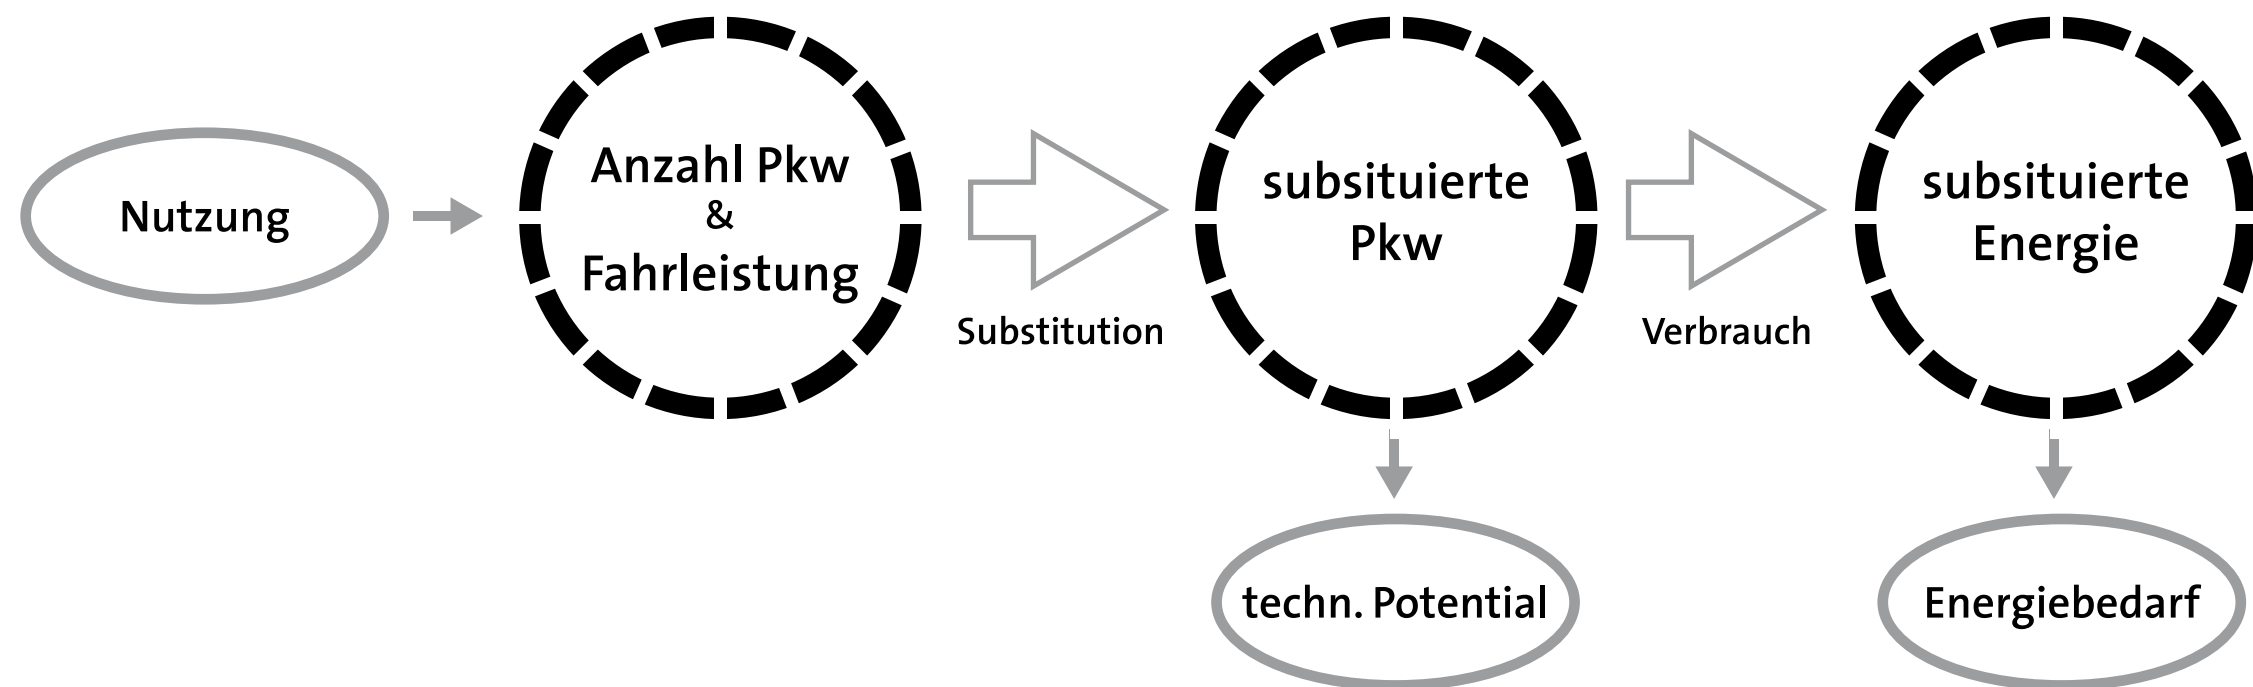 Nutzung
Anzahl Pkw
&
Fahrleistung
Substitution
subsituierte
Pkw
Verbrauch
subsituierte
Energie
techn. Potential
Energiebedarf